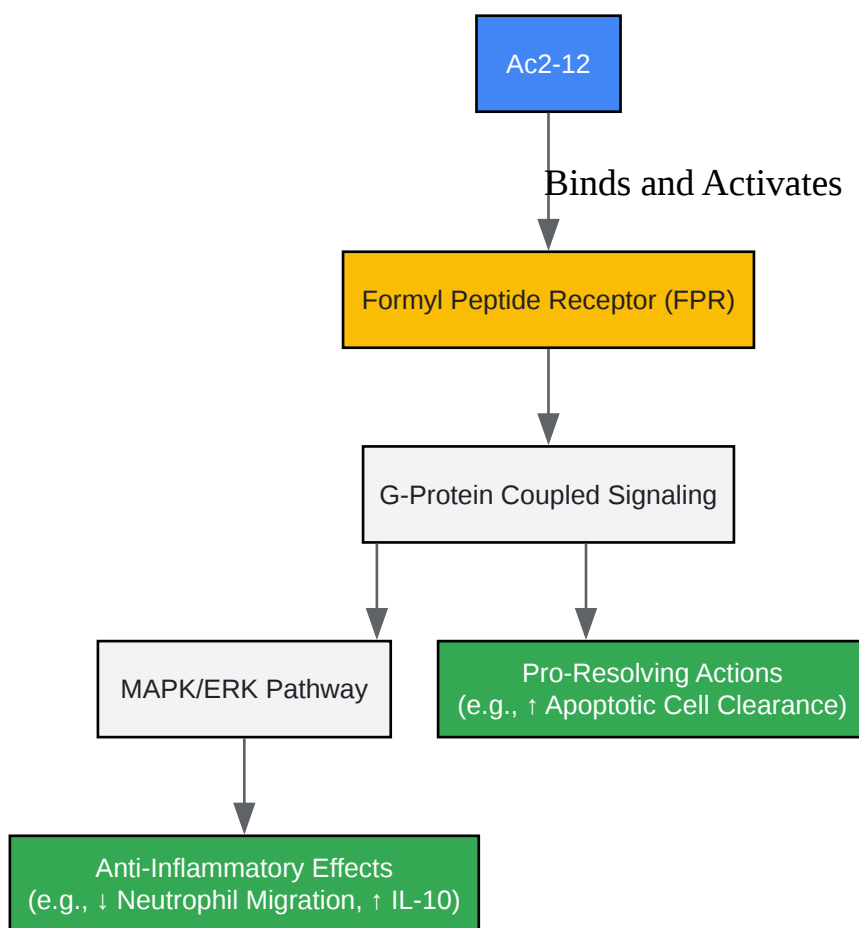 Ac2-12
Binds and Activates
Formyl Peptide Receptor (FPR)
G-Protein Coupled Signaling
MAPK/ERK Pathway
Pro-Resolving Actions
(e.g., ↑ Apoptotic Cell Clearance)
Anti-Inflammatory Effects
(e.g., ↓ Neutrophil Migration, ↑ IL-10)